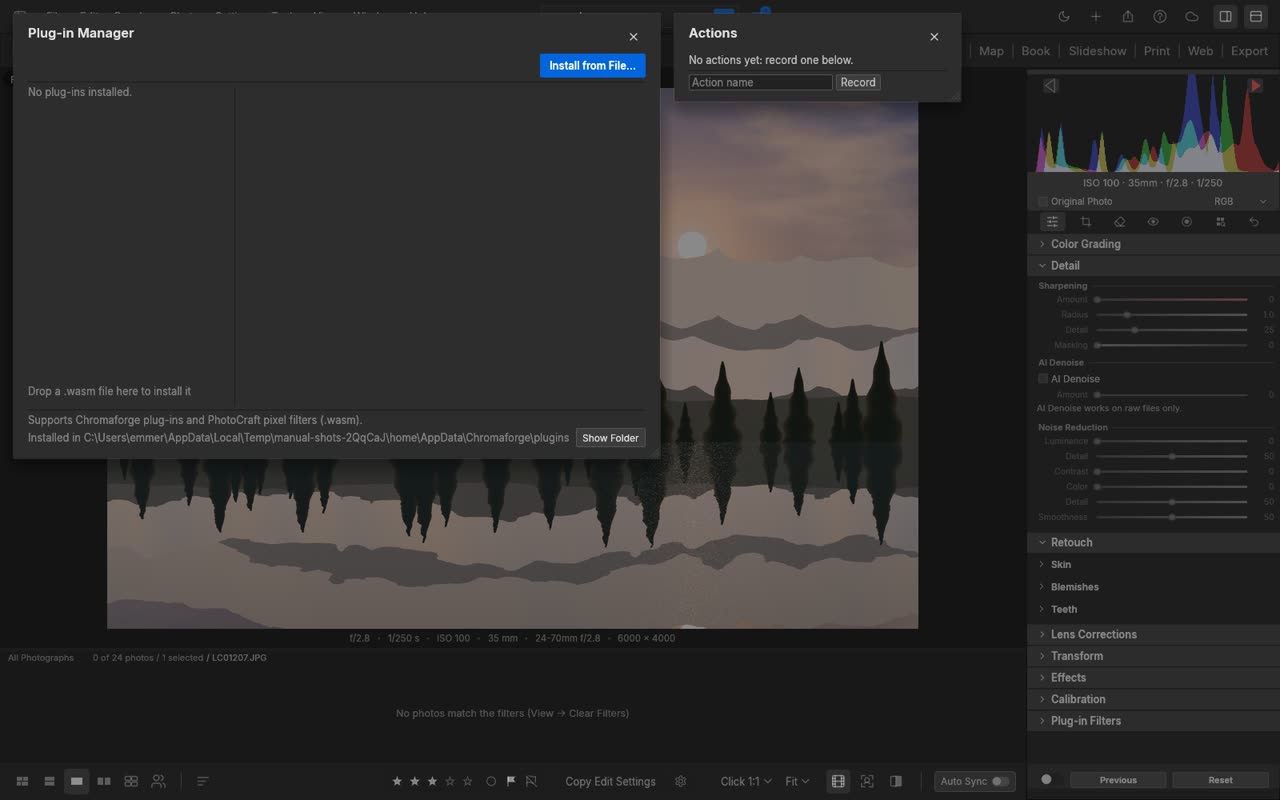 Plug-in Manager
Install from File...
No plug-ins installed.
Drop a .wasm file here to install it
Supports Chromaforge plug-ins and PhotoCraft pixel filters (.wasm).
Installed in C:\Users\emmer\AppData\Local\Temp\manual-shots-2QqCaJ\home\AppData\Chromaforge\plugins
Show Folder
Actions
No actions yet: record one below.
Action name
Record
Map | Book | Slideshow | Print | Web | Export
ISO 100 · 35mm · f/2.8 · 1/250
Original Photo
RGB
Color Grading
Detail
Sharpening
Amount 0
Radius 1.0
Detail 25
Masking 0
AI Denoise
AI Denoise
Amount 0
AI Denoise works on raw files only.
Noise Reduction
Luminance 0
Detail 50
Contrast 0
Color 0
Detail 50
Smoothness 50
Retouch
Skin
Blemishes
Teeth
Lens Corrections
Transform
Effects
Calibration
Plug-in Filters
Previous
Reset
f/2.8 · 1/250 s · ISO 100 · 35 mm · 24-70mm f/2.8 · 6000 × 4000
All Photographs 0 of 24 photos / 1 selected / LC01207.JPG
No photos match the filters (View → Clear Filters)
Copy Edit Settings
Click 1:1
Fit
Auto Sync